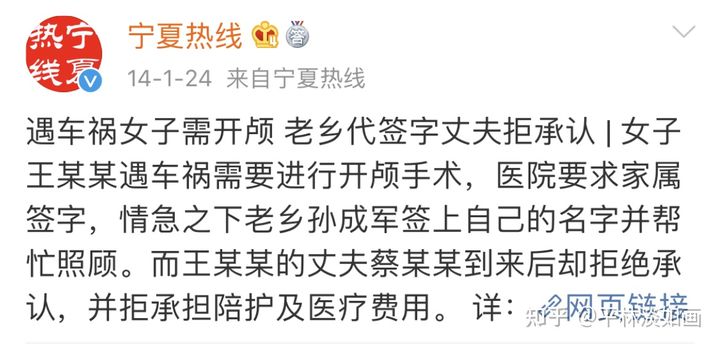 宁夏热线
热宁
线夏
14-1-24 来自宁夏热线
遇车祸女子需开颅 老乡代签字丈夫拒承认 | 女子
王某某遇车祸需要进行开颅手术，医院要求家属
签字，情急之下老乡孙成军签上自己的名字并帮
忙照顾。而王某某的丈夫蔡某某到来后却拒绝承
认，并拒承担陪护及医疗费用。 详： 网页链接
知乎 @平林淡如画